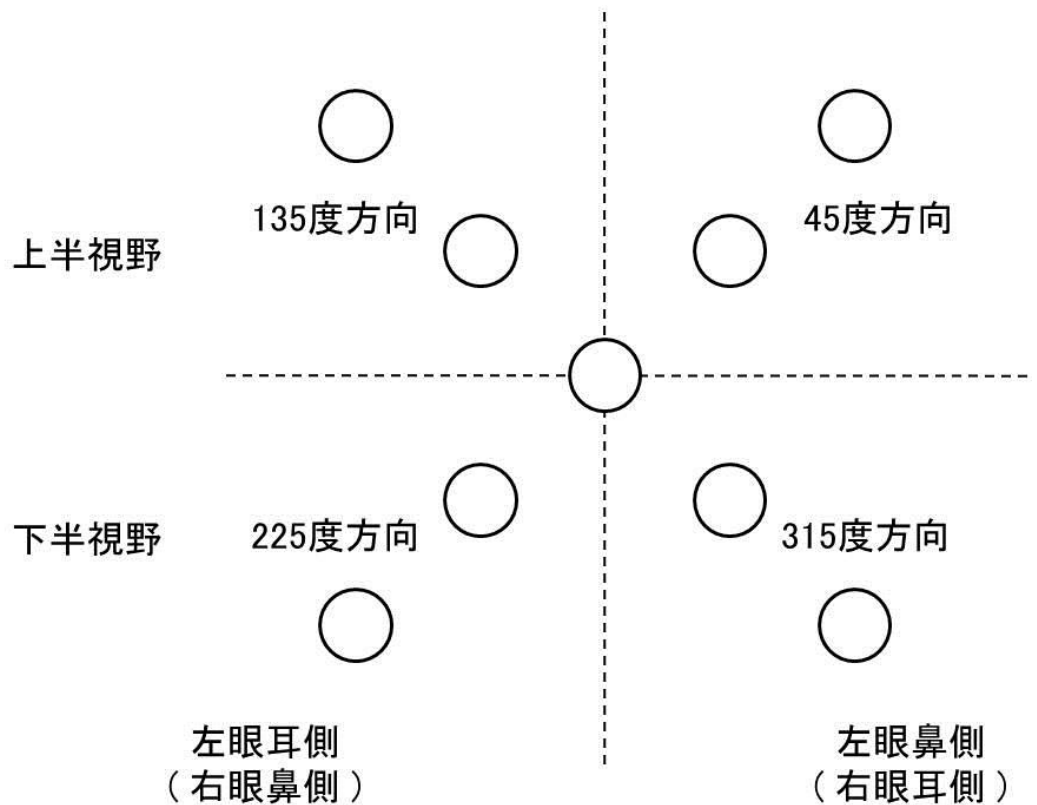 135度方向
45度方向
上半視野
下半視野
225度方向
315度方向
左眼耳側
（右眼鼻側）
左眼鼻側
（右眼耳側）